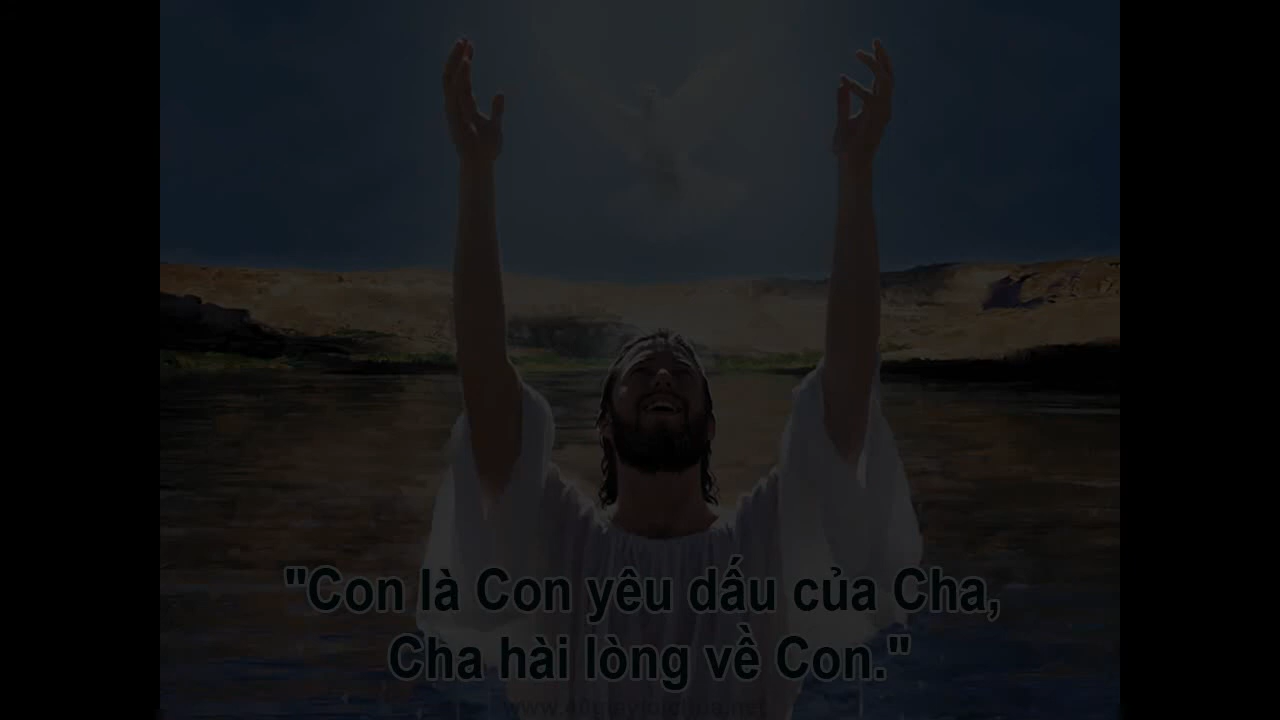 "Con là Con yêu dấu của Cha,
Cha hài lòng về Con."